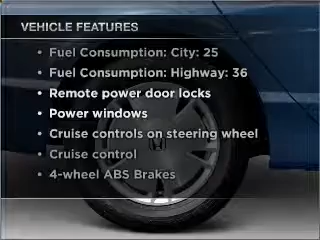 VEHICLE FEATURES
• Fuel Consumption: City: 25
• Fuel Consumption: Highway: 36
• Remote power door locks
• Power windows
• Cruise controls on steering wheel
• Cruise control
• 4-wheel ABS Brakes